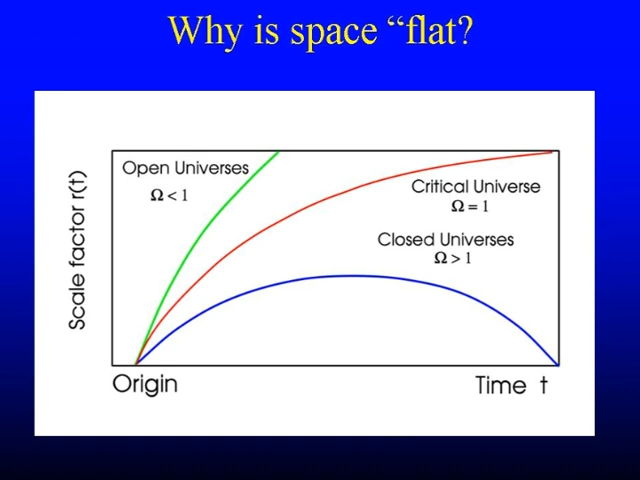 Why is space “flat?
Open Universes
Ω < 1
Critical Universe
Ω = 1
Closed Universes
Ω > 1
Scale factor r(t)
Origin
Time t